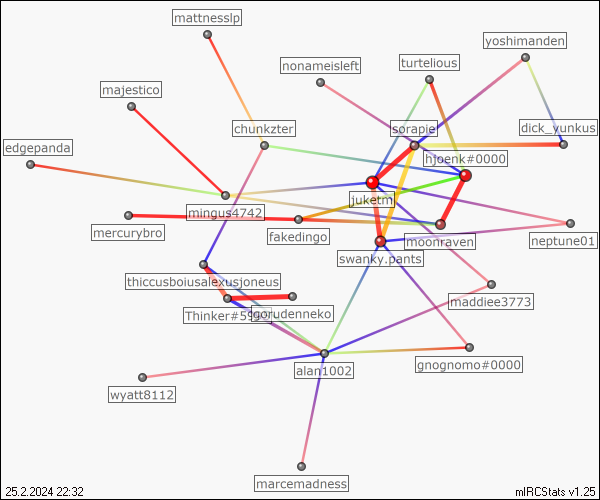 mattnesslp
yoshimanden
nonameisleft
turtelious
majestico
chunkzter
sorapie
dick_yunkus
edgepanda
hjoenk#0000
juketm
mingus4742
mercurybro
fakedingo
moonraven
neptune01
swanky.pants
thiccusboiusalexusjoneus
maddiee3773
Thinker#5990
gorudenneko
alan1002
gnognomo#0000
wyatt8112
marcemadness
25.2.2024 22:32
mIRCStats v1.25